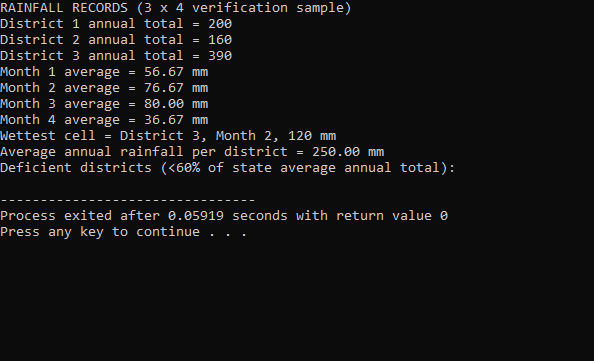 RAINFALL RECORDS (3 x 4 verification sample)
District 1 annual total = 200
District 2 annual total = 160
District 3 annual total = 390
Month 1 average = 56.67 mm
Month 2 average = 76.67 mm
Month 3 average = 80.00 mm
Month 4 average = 36.67 mm
Wettest cell = District 3, Month 2, 120 mm
Average annual rainfall per district = 250.00 mm
Deficient districts (<60% of state average annual total):

--------------------------------
Process exited after 0.05919 seconds with return value 0
Press any key to continue . . .